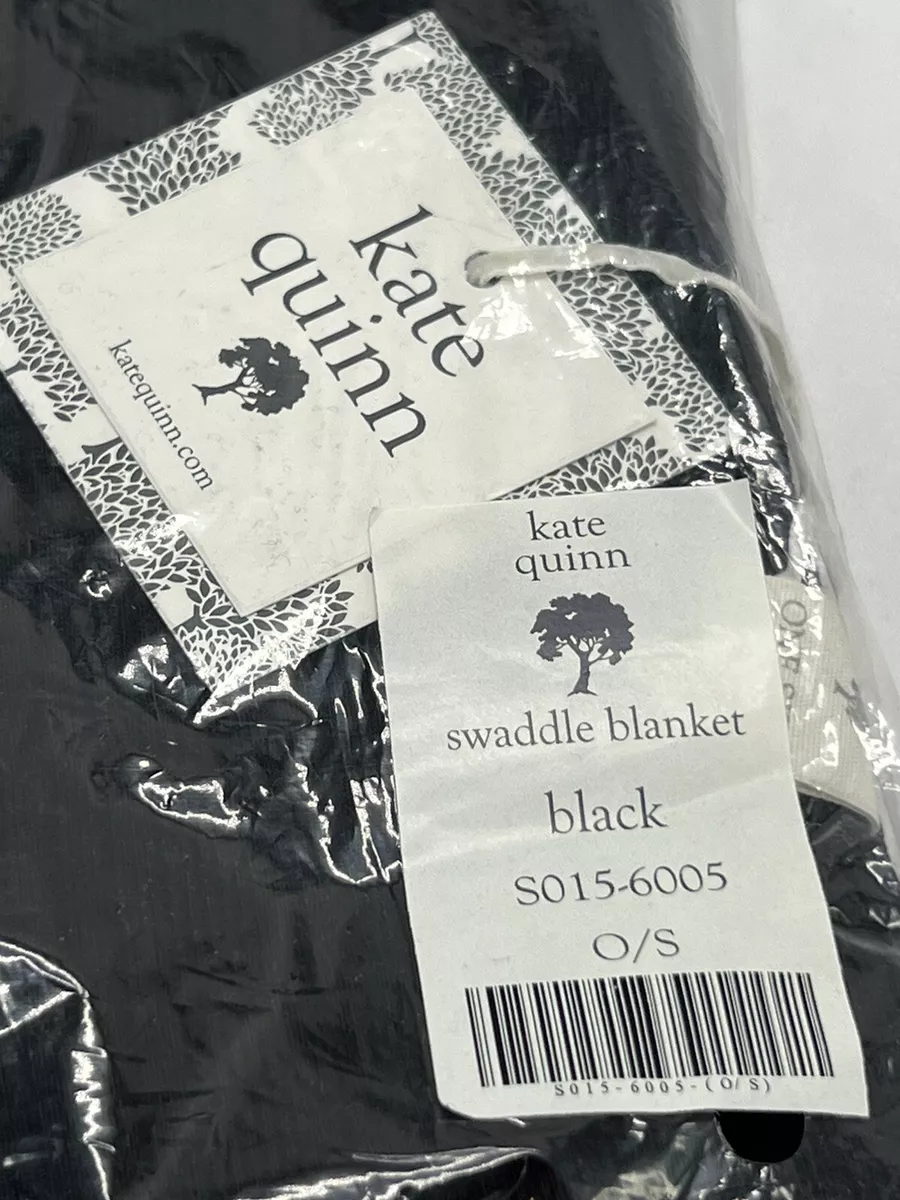 kate
quinn
katequinn.com
kate
quinn
swaddle blanket
black
S015-6005
O/S
S015-6005-(O/S)